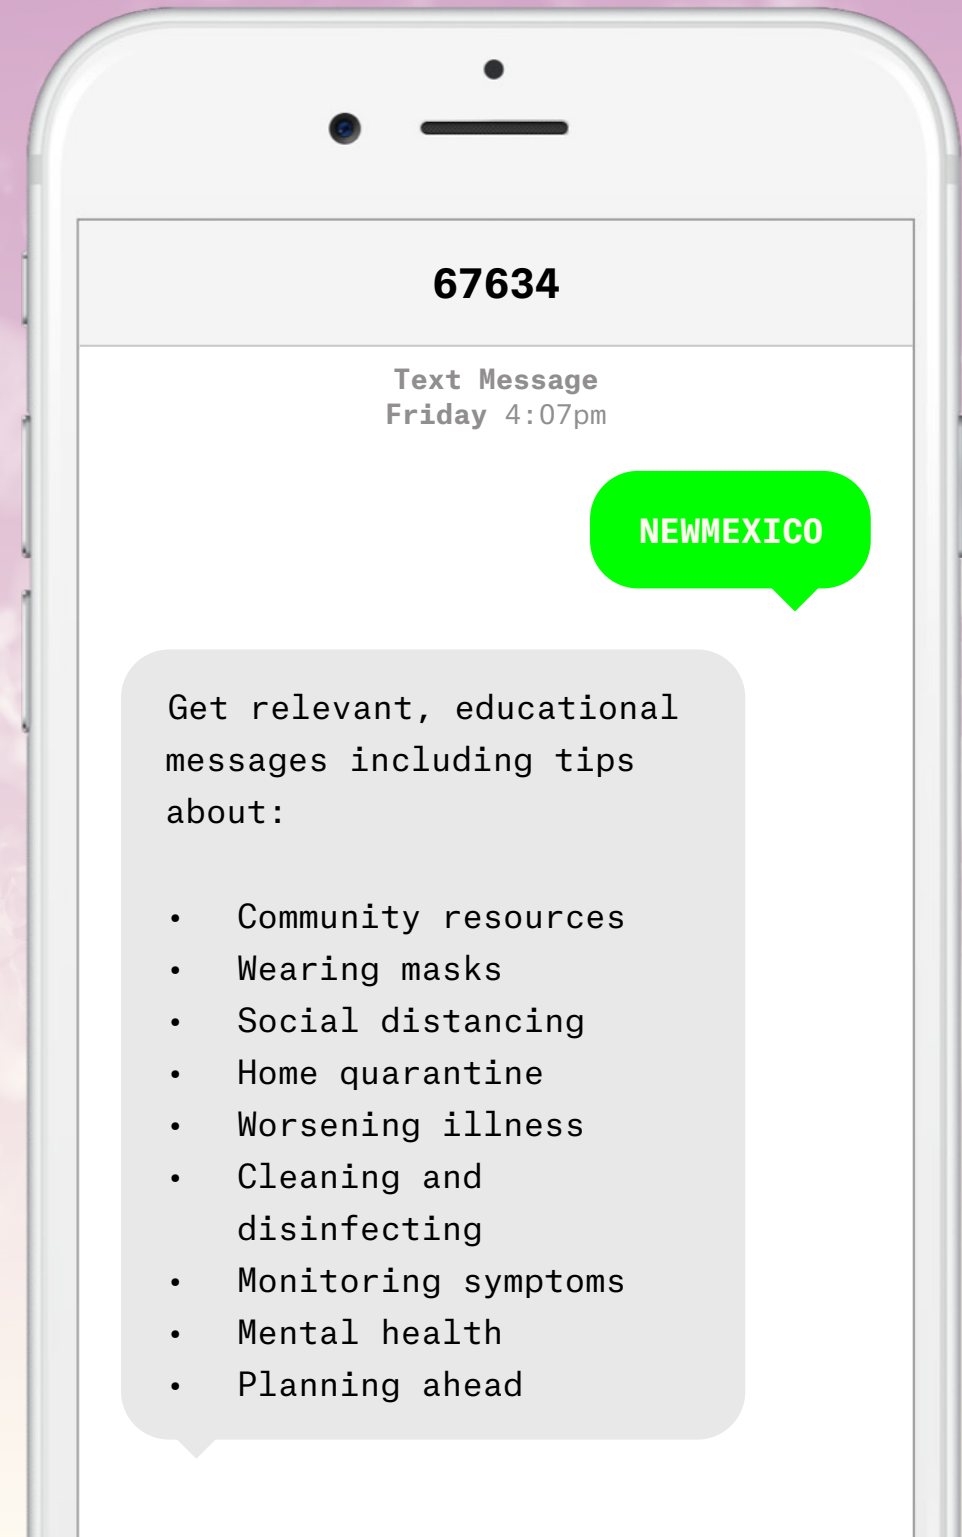 67634
Text Message
Friday 4:07pm
NEWMEXICO
Get relevant, educational
messages including tips
about:
• Community resources
• Wearing masks
• Social distancing
• Home quarantine
• Worsening illness
• Cleaning and
disinfecting
• Monitoring symptoms
• Mental health
• Planning ahead